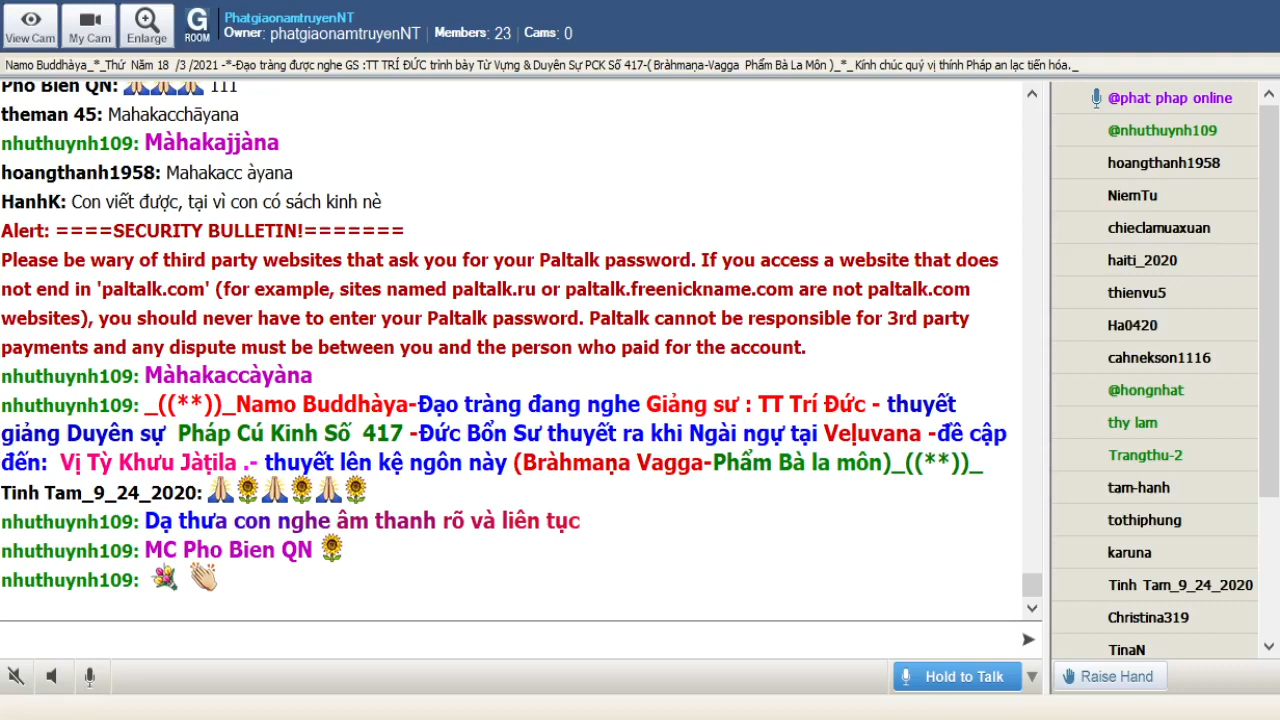 View Cam
My Cam
Enlarge
G
ROOM
PhatgiaonamtruyenNT
Owner: phatgiaonamtruyenNT | Members: 23 | Cams: 0
Namo Buddhàya_*_Thứ Năm 18 /3 /2021 -*-Đạo tràng được nghe GS :TT TRÍ ĐỨC trình bày Từ Vựng & Duyên Sự PCK Số 417-( Bràhmaṇa-Vagga Phẩm Bà La Môn )_*_ Kính chúc quý vị thính Pháp an lạc tiến hóa._
Pho Bien QN: 🙏🙏🙏 111
theman 45: Mahakacchāyana
nhuthuynh109: Màhakajjàna
hoangthanh1958: Mahakacc àyana
HanhK: Con viết được, tại vì con có sách kinh nè
Alert: ====SECURITY BULLETIN!=======
Please be wary of third party websites that ask you for your Paltalk password. If you access a website that does
not end in 'paltalk.com' (for example, sites named paltalk.ru or paltalk.freenickname.com are not paltalk.com
websites), you should never have to enter your Paltalk password. Paltalk cannot be responsible for 3rd party
payments and any dispute must be between you and the person who paid for the account.
nhuthuynh109: Màhakaccàyàna
nhuthuynh109: _((**))_Namo Buddhàya-Đạo tràng đang nghe Giảng sư : TT Trí Đức - thuyết
giảng Duyên sự Pháp Cú Kinh Số 417 -Đức Bổn Sư thuyết ra khi Ngài ngự tại Veḷuvana -đề cập
đến: Vị Tỳ Khưu Jàṭila .- thuyết lên kệ ngôn này (Bràhmaṇa Vagga-Phẩm Bà la môn)_((**))_
Tinh Tam_9_24_2020: 🙏🌻🙏🌻🙏🌻
nhuthuynh109: Dạ thưa con nghe âm thanh rõ và liên tục
nhuthuynh109: MC Pho Bien QN 🌻
nhuthuynh109: 💐 👏
Hold to Talk
@phat phap online
@nhuthuynh109
hoangthanh1958
NiemTu
chieclamuaxuan
haiti_2020
thienvu5
Ha0420
cahnekson1116
@hongnhat
thy lam
Trangthu-2
tam-hanh
tothiphung
karuna
Tinh Tam_9_24_2020
Christina319
TinaN
Raise Hand